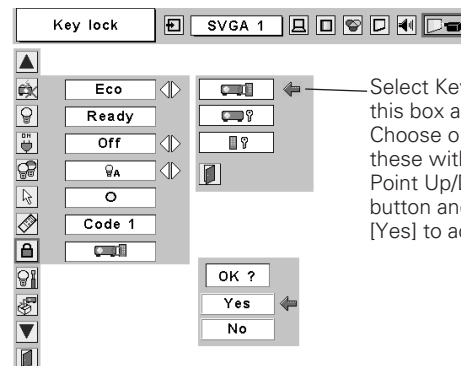 Key lock
SVGA 1
Eco
Ready
Off
Code 1
OK ?
Yes
No
Select Key
this box a
Choose o
these with
Point Up/
button and
[Yes] to a